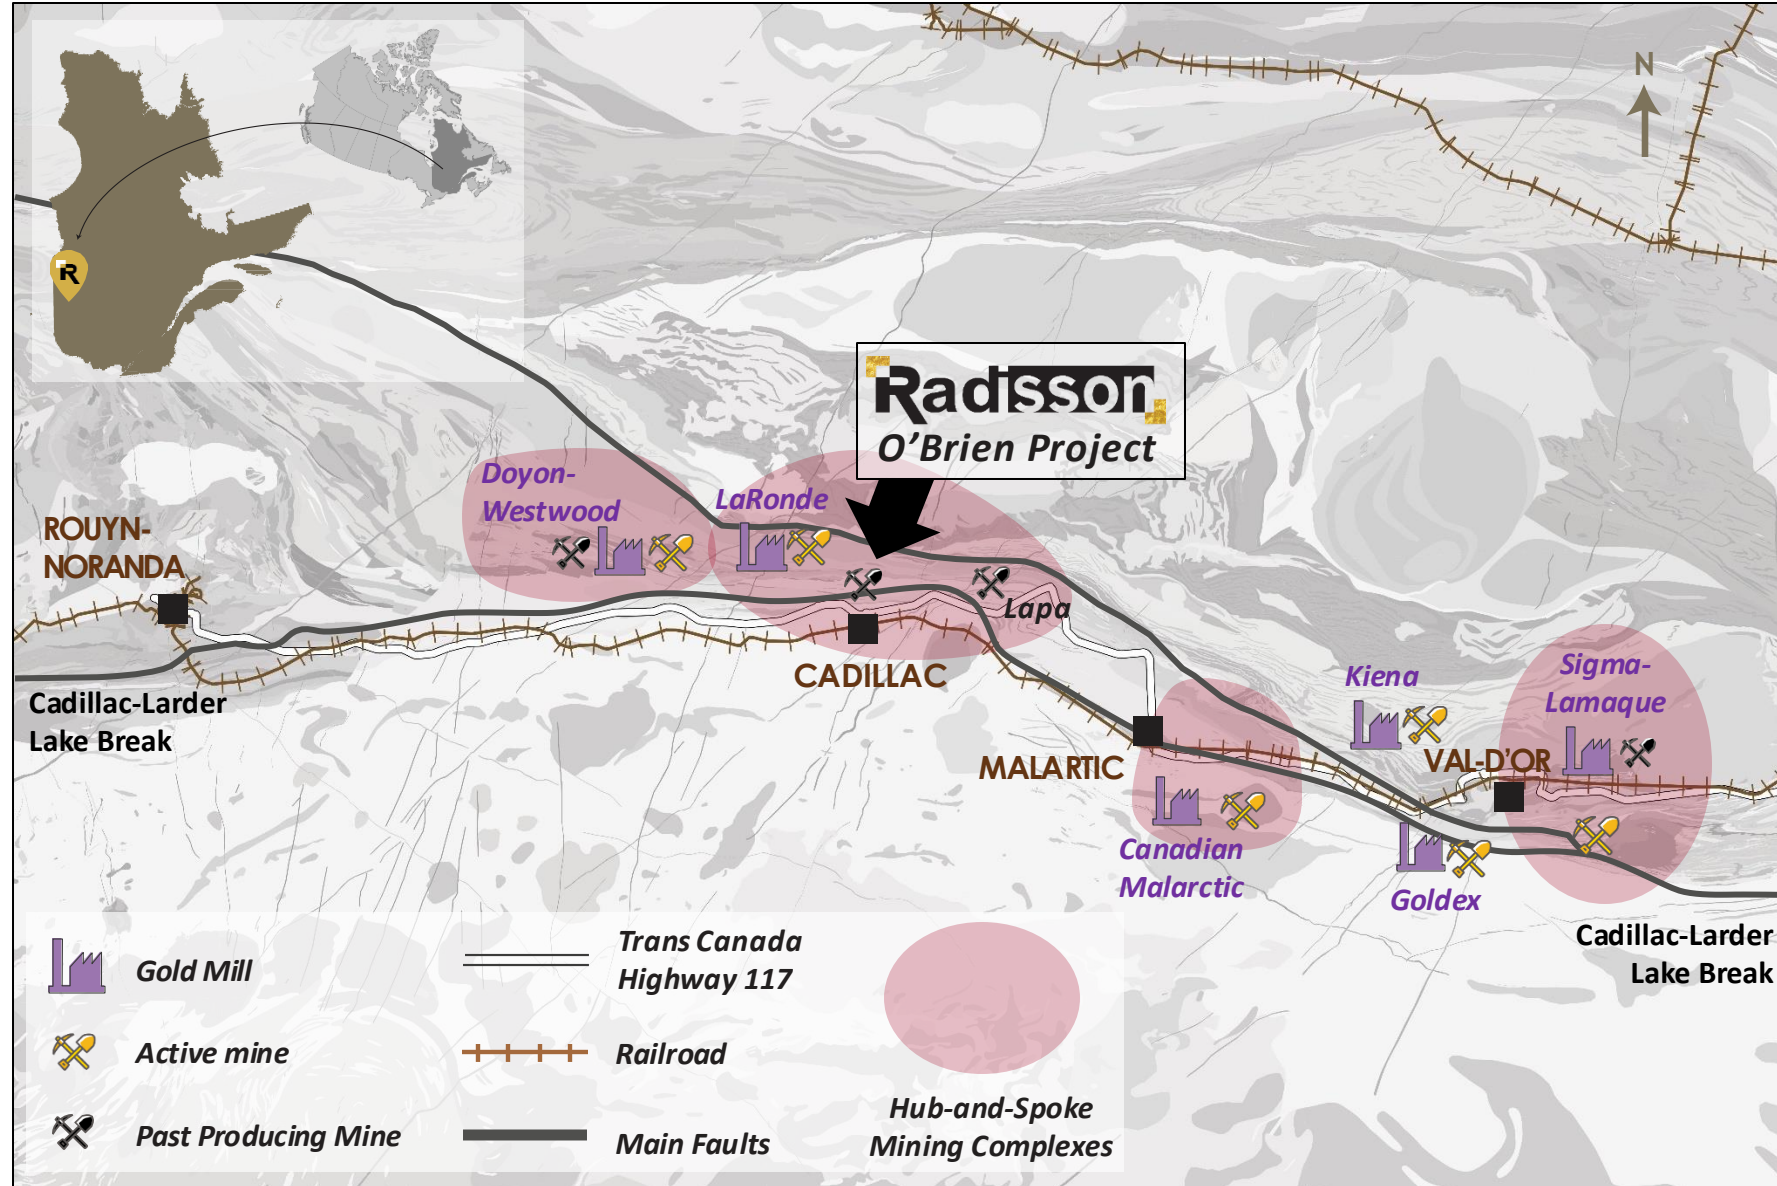 N
R
Radisson
O'Brien Project
Doyon-
Westwood
LaRonde
ROUYN-
NORANDA
Lapa
CADILLAC
Cadillac-Larder
Lake Break
Kiena
Sigma-
Lamaque
MALARTIC
VAL-D'OR
Canadian
Malarctic
Goldex
Cadillac-Larder
Lake Break
Gold Mill
Active mine
Past Producing Mine
Trans Canada
Highway 117
Railroad
Main Faults
Hub-and-Spoke
Mining Complexes